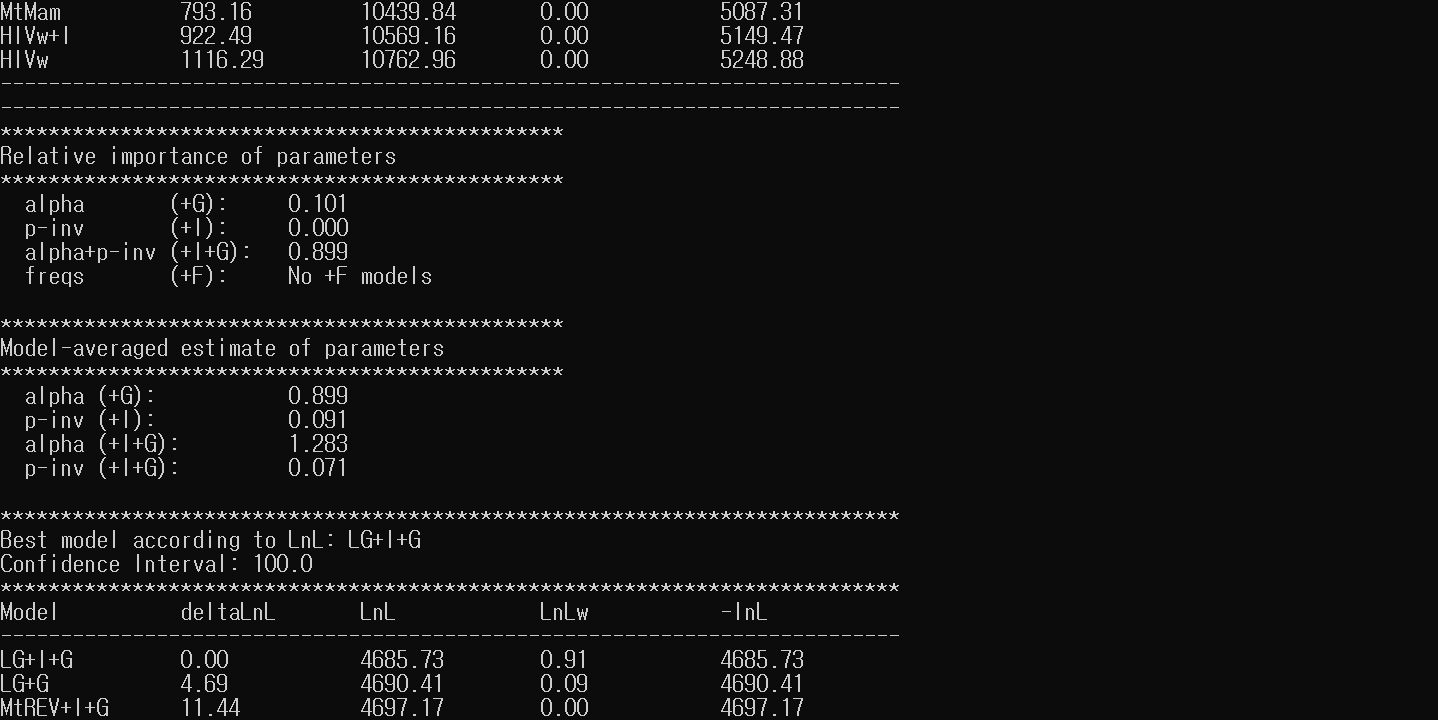 MtMam 793.16 10439.84 0.00 5087.31
HIVw+I 922.49 10569.16 0.00 5149.47
HIVw 1116.29 10762.96 0.00 5248.88
---------------------------------------------------------------------------
---------------------------------------------------------------------------
***********************************************
Relative importance of parameters
***********************************************
alpha (+G): 0.101
p-inv (+I): 0.000
alpha+p-inv (+I+G): 0.899
freqs (+F): No +F models
***********************************************
Model-averaged estimate of parameters
***********************************************
alpha (+G): 0.899
p-inv (+I): 0.091
alpha (+I+G): 1.283
p-inv (+I+G): 0.071
***************************************************************************
Best model according to LnL: LG+I+G
Confidence Interval: 100.0
***************************************************************************
Model deltaLnL LnL LnLw -lnL
---------------------------------------------------------------------------
LG+I+G 0.00 4685.73 0.91 4685.73
LG+G 4.69 4690.41 0.09 4690.41
MtREV+I+G 11.44 4697.17 0.00 4697.17